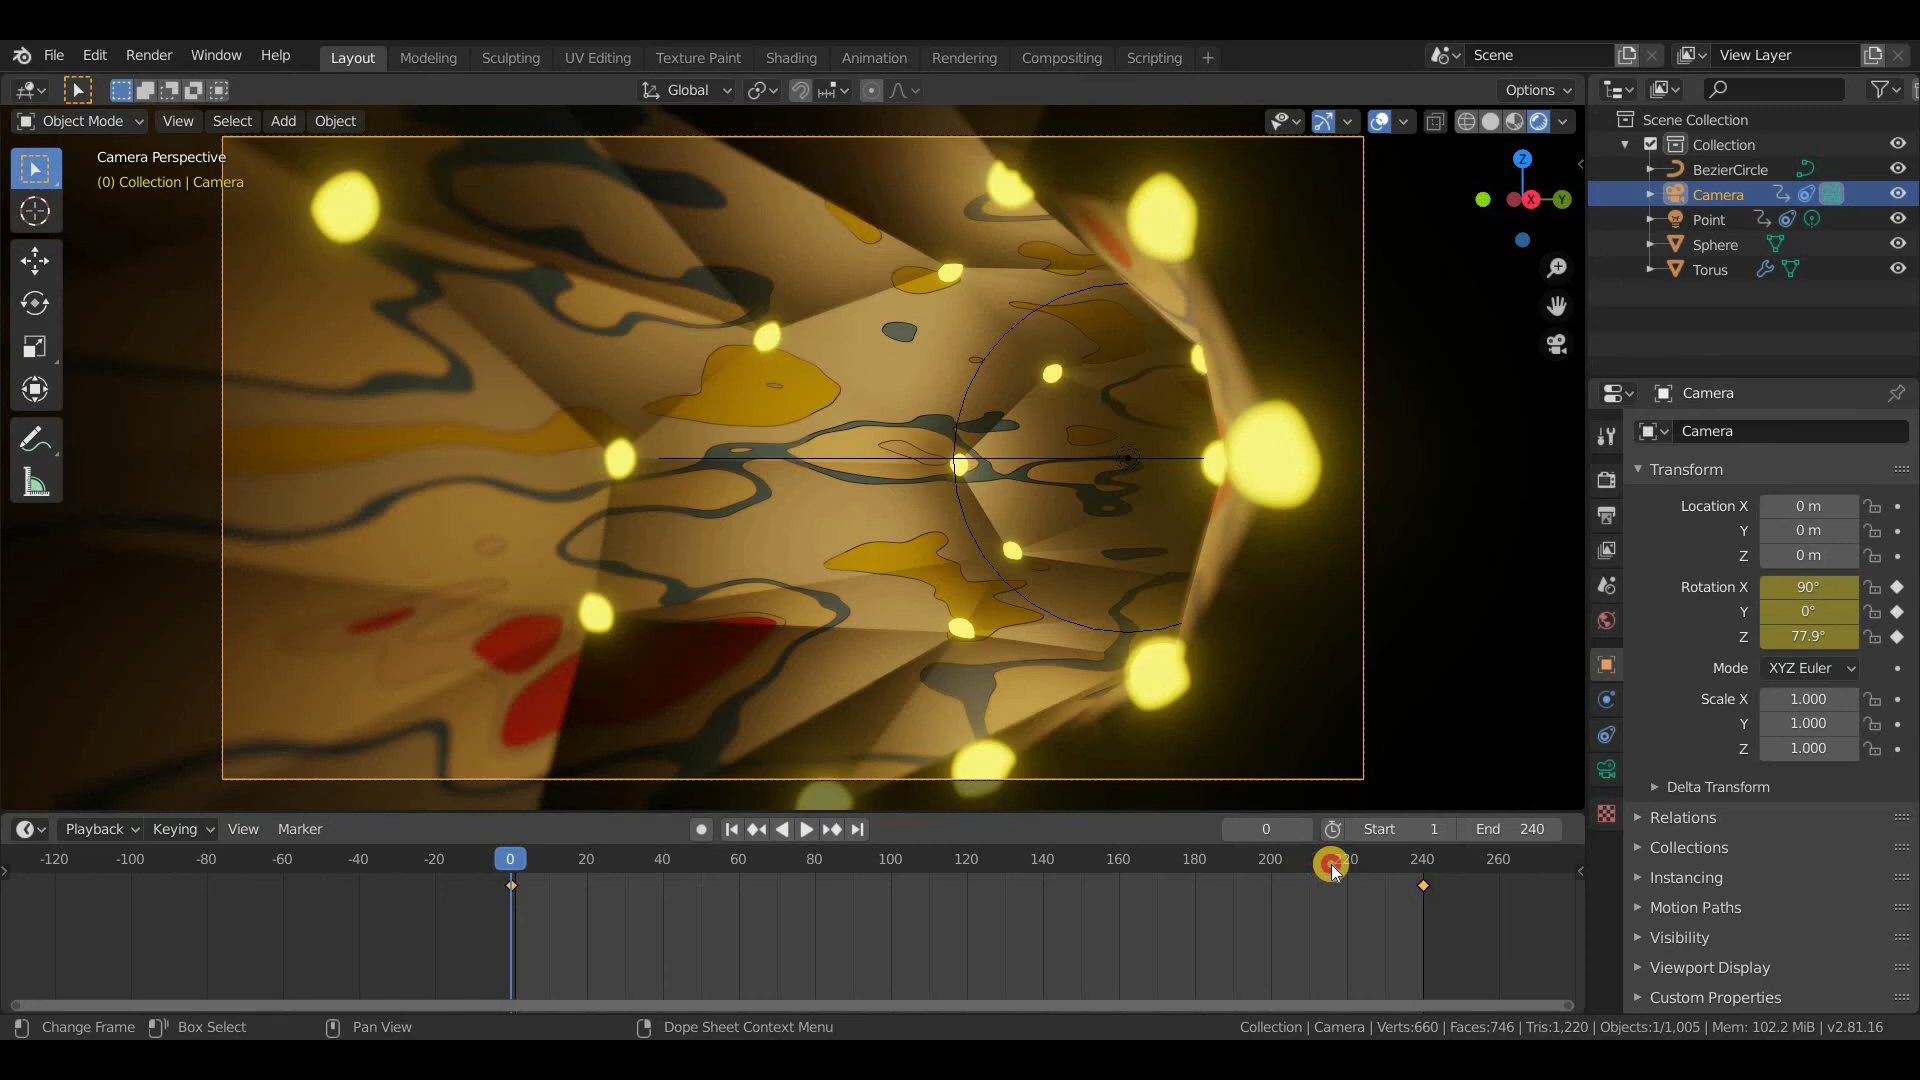 File Edit Render Window Help Layout Modeling Sculpting UV Editing Texture Paint Shading Animation Rendering Compositing Scripting + Scene View Layer
Global Options
Object Mode View Select Add Object
Camera Perspective
(0) Collection | Camera
Z
X
Y
Scene Collection
Collection
BezierCircle
Camera
Point
Sphere
Torus
Camera
Camera
Transform
Location X 0 m
Y 0 m
Z 0 m
Rotation X 90°
Y 0°
Z 77.9°
Mode XYZ Euler
Scale X 1.000
Y 1.000
Z 1.000
Delta Transform
Relations
Collections
Instancing
Motion Paths
Visibility
Viewport Display
Custom Properties
Playback Keying View Marker 0 Start 1 End 240
-120 -100 -80 -60 -40 -20 0 20 40 60 80 100 120 140 160 180 200 220 240 260
Change Frame Box Select Pan View Dope Sheet Context Menu Collection | Camera | Verts:660 | Faces:746 | Tris:1,220 | Objects:1/1,005 | Mem: 102.2 MiB | v2.81.16